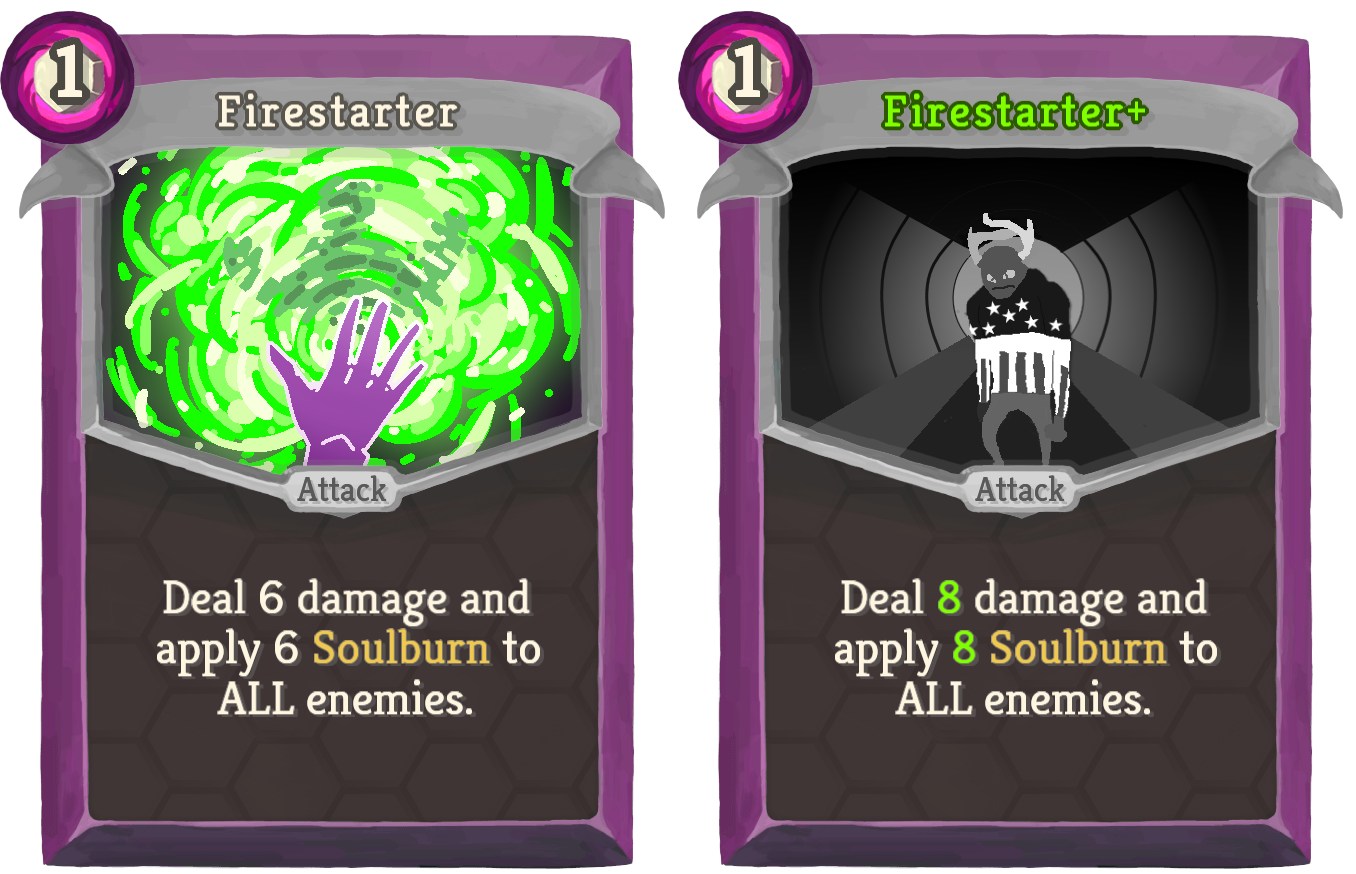 1
Firestarter
Attack
Deal 6 damage and
apply 6 Soulburn to
ALL enemies.
1
Firestarter+
Attack
Deal 8 damage and
apply 8 Soulburn to
ALL enemies.